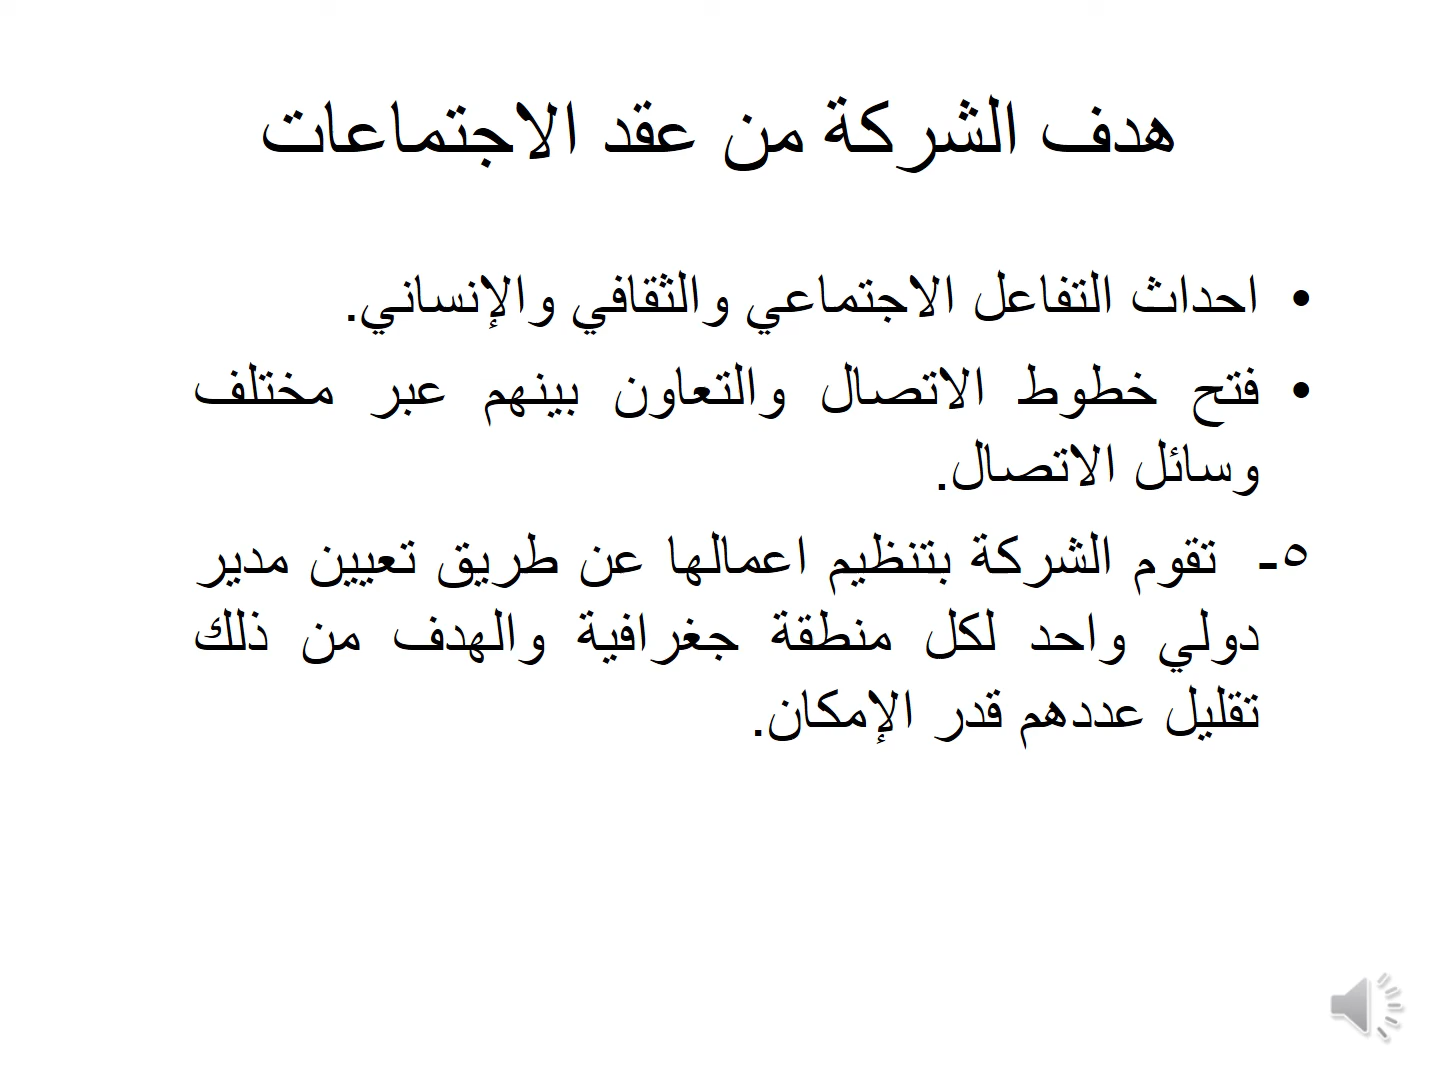 هدف الشركة من عقد الاجتماعات
• احداث التفاعل الاجتماعي والثقافي والإنساني.
• فتح خطوط الاتصال والتعاون بينهم عبر مختلف
وسائل الاتصال.
٥- تقوم الشركة بتنظيم اعمالها عن طريق تعيين مدير
دولي واحد لكل منطقة جغرافية والهدف من ذلك
تقليل عددهم قدر الإمكان.